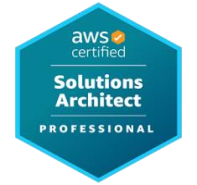 aws
certified
Solutions
Architect
PROFESSIONAL